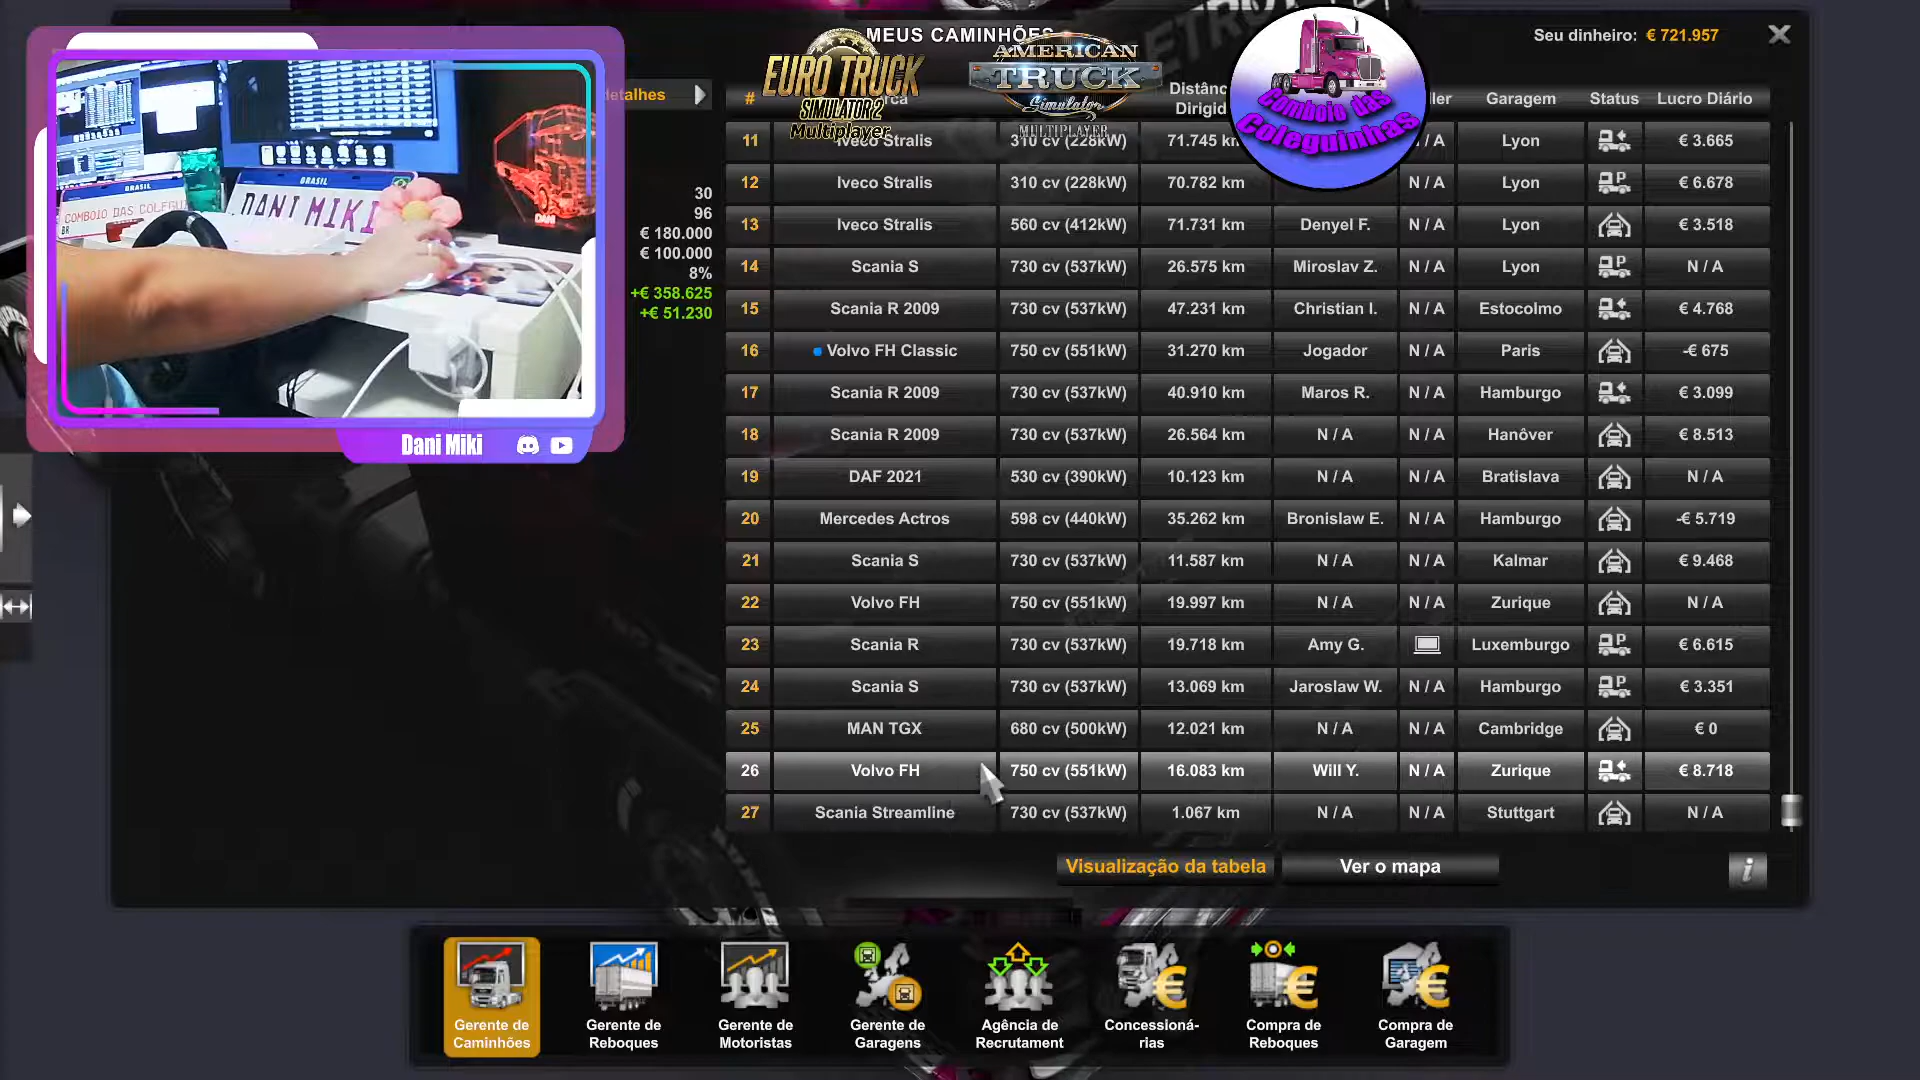 MEUS CAMINHÕES
Seu dinheiro: € 721.957
EURO TRUCK
SIMULATOR 2
Multiplayer
AMERICAN
TRUCK
Simulator
MULTIPLAYER
Comboio das
Coleguinhas
BRASIL
COMBOIO DAS COLEGUI
BR
BRASIL
DANI MIKI
DANI
Dani Miki
detalhes
30
96
€ 180.000
€ 100.000
8%
+€ 358.625
+€ 51.230
# Distânc Dirigid ller Garagem Status Lucro Diário
11 Iveco Stralis 310 cv (228kW) 71.745 km / A Lyon € 3.665
12 Iveco Stralis 310 cv (228kW) 70.782 km N / A Lyon € 6.678
13 Iveco Stralis 560 cv (412kW) 71.731 km Denyel F. N / A Lyon € 3.518
14 Scania S 730 cv (537kW) 26.575 km Miroslav Z. N / A Lyon N / A
15 Scania R 2009 730 cv (537kW) 47.231 km Christian I. N / A Estocolmo € 4.768
16 Volvo FH Classic 750 cv (551kW) 31.270 km Jogador N / A Paris -€ 675
17 Scania R 2009 730 cv (537kW) 40.910 km Maros R. N / A Hamburgo € 3.099
18 Scania R 2009 730 cv (537kW) 26.564 km N / A N / A Hanôver € 8.513
19 DAF 2021 530 cv (390kW) 10.123 km N / A N / A Bratislava N / A
20 Mercedes Actros 598 cv (440kW) 35.262 km Bronislaw E. N / A Hamburgo -€ 5.719
21 Scania S 730 cv (537kW) 11.587 km N / A N / A Kalmar € 9.468
22 Volvo FH 750 cv (551kW) 19.997 km N / A N / A Zurique N / A
23 Scania R 730 cv (537kW) 19.718 km Amy G. Luxemburgo € 6.615
24 Scania S 730 cv (537kW) 13.069 km Jaroslaw W. N / A Hamburgo € 3.351
25 MAN TGX 680 cv (500kW) 12.021 km N / A N / A Cambridge € 0
26 Volvo FH 750 cv (551kW) 16.083 km Will Y. N / A Zurique € 8.718
27 Scania Streamline 730 cv (537kW) 1.067 km N / A N / A Stuttgart N / A
Visualização da tabela
Ver o mapa
Gerente de
Caminhões
Gerente de
Reboques
Gerente de
Motoristas
Gerente de
Garagens
Agência de
Recrutament
Concessioná-
rias
Compra de
Reboques
Compra de
Garagem